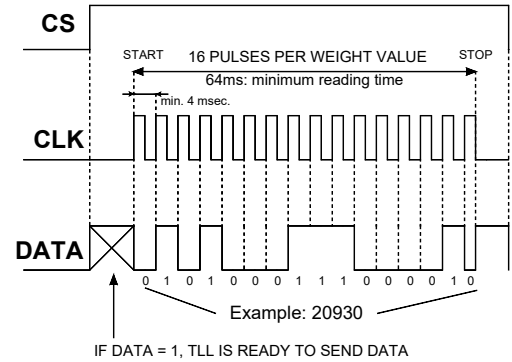 CS
START 16 PULSES PER WEIGHT VALUE STOP
64ms: minimum reading time
min. 4 msec.
CLK
DATA
0 1 0 1 0 0 0 1 1 1 0 0 0 0 1 0
Example: 20930
IF DATA = 1, TLL IS READY TO SEND DATA